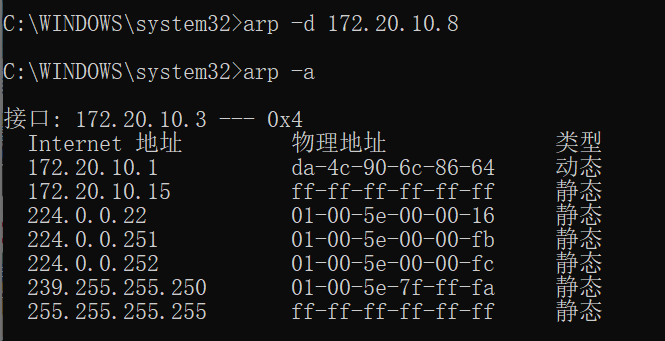 C:\WINDOWS\system32>arp -d 172.20.10.8
C:\WINDOWS\system32>arp -a
接口: 172.20.10.3 --- 0x4
Internet 地址 物理地址 类型
172.20.10.1 da-4c-90-6c-86-64 动态
172.20.10.15 ff-ff-ff-ff-ff-ff 静态
224.0.0.22 01-00-5e-00-00-16 静态
224.0.0.251 01-00-5e-00-00-fb 静态
224.0.0.252 01-00-5e-00-00-fc 静态
239.255.255.250 01-00-5e-7f-ff-fa 静态
255.255.255.255 ff-ff-ff-ff-ff-ff 静态